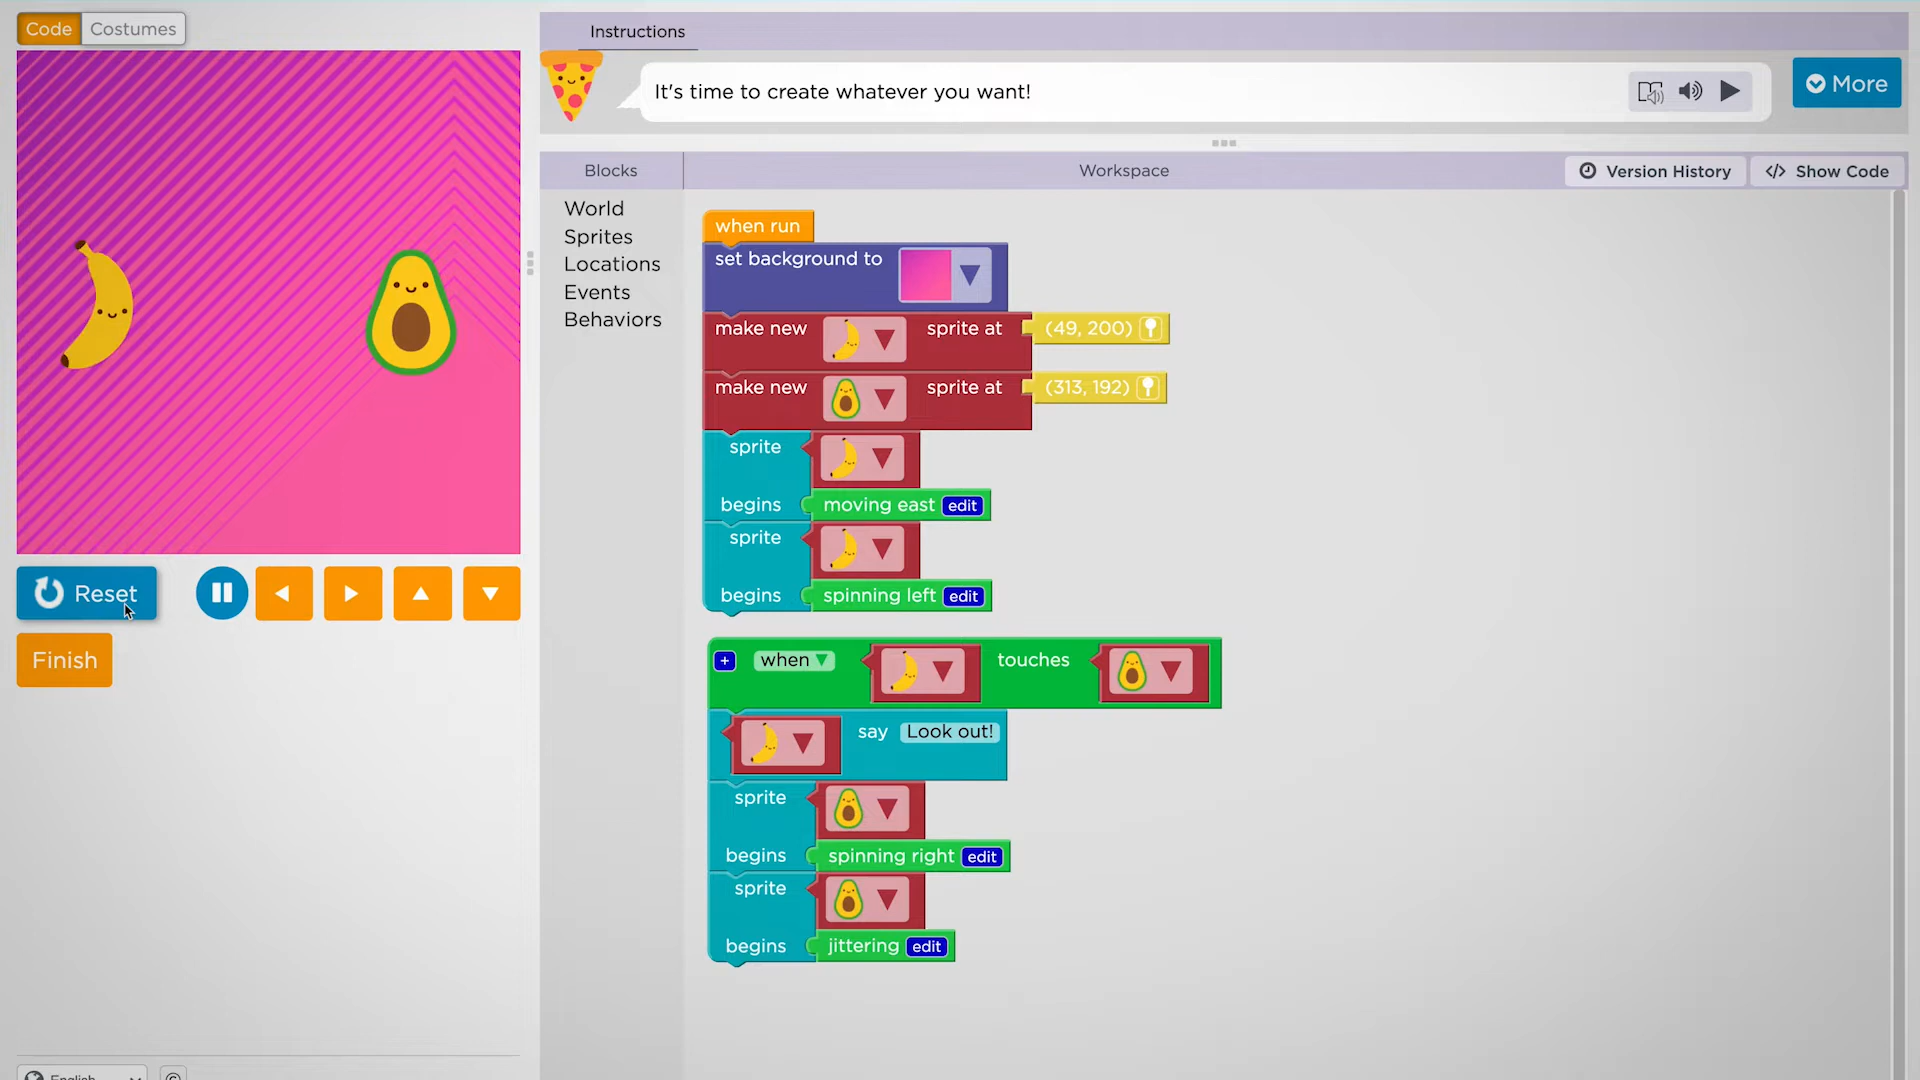 Code
Costumes
Instructions
It's time to create whatever you want!
More
Blocks
Workspace
Version History
Show Code
World
Sprites
Locations
Events
Behaviors
when run
set background to
make new sprite at (49, 200)
make new sprite at (313, 192)
sprite
begins moving east edit
sprite
begins spinning left edit
when touches
say Look out!
sprite
begins spinning right edit
sprite
begins jittering edit
Reset
Finish
English